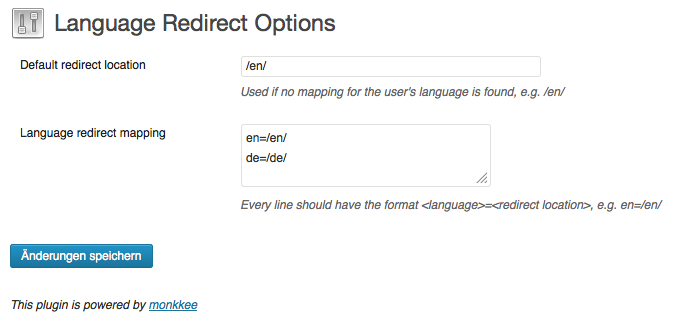 Language Redirect Options
Default redirect location
/en/
Used if no mapping for the user's language is found, e.g. /en/
Language redirect mapping
en=/en/
de=/de/
Every line should have the format <language>=<redirect location>, e.g. en=/en/
Änderungen speichern
This plugin is powered by monkkee